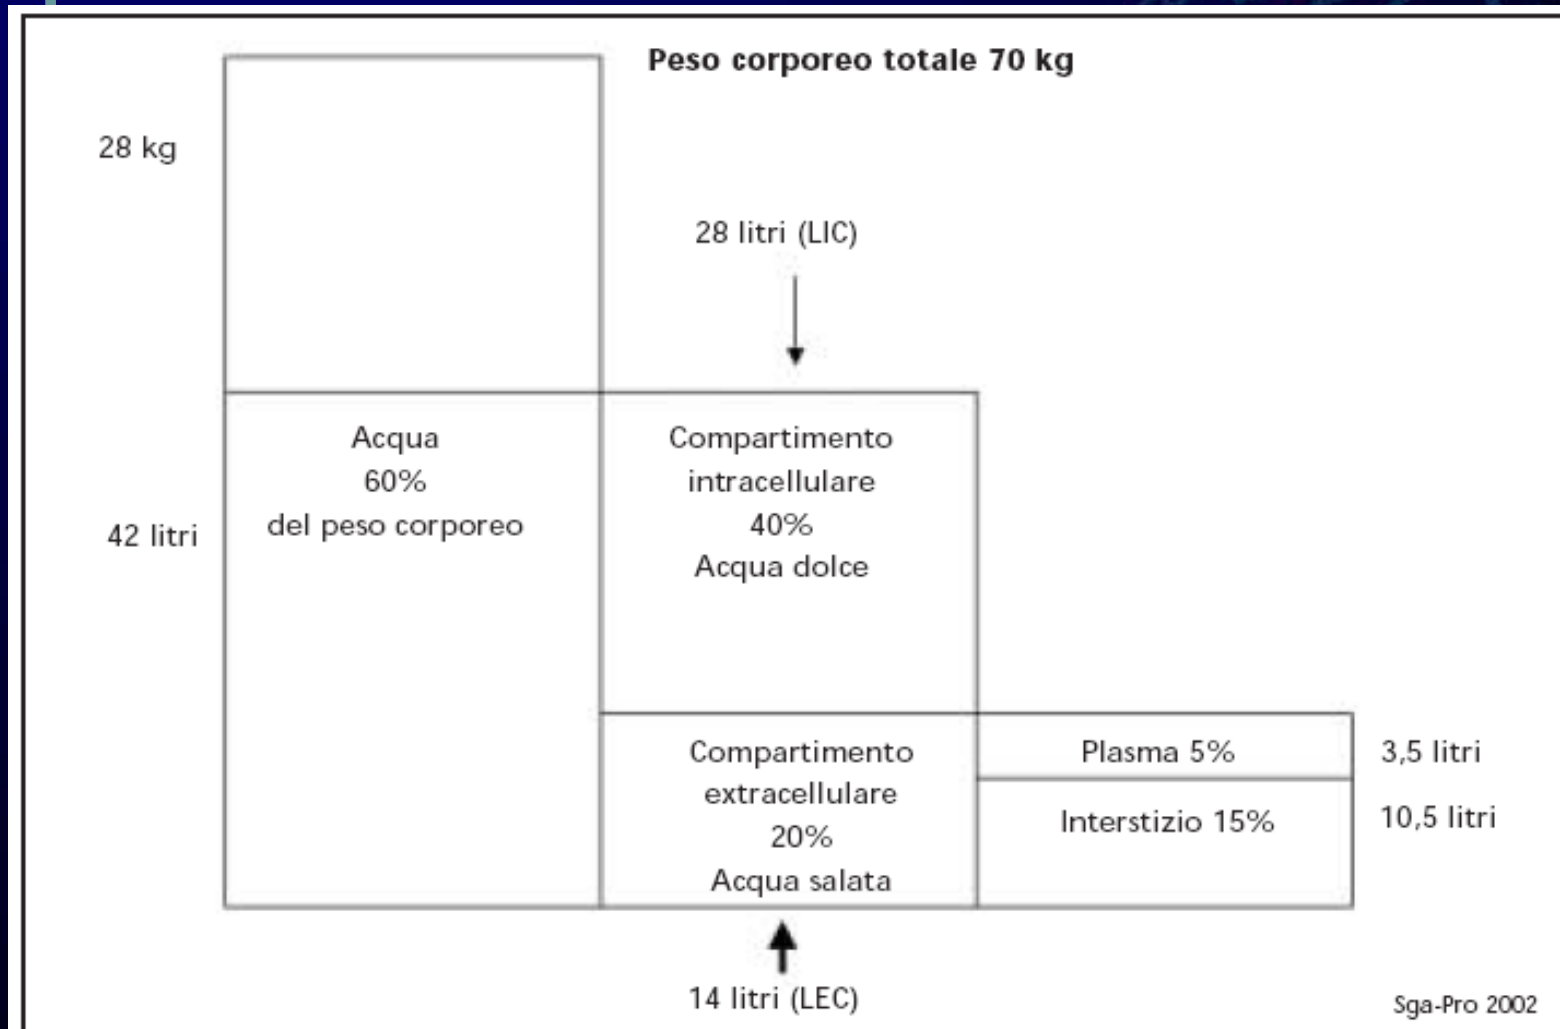 Peso corporeo totale 70 kg
28 kg
28 litri (LIC)
Acqua
60%
del peso corporeo
42 litri
Compartimento
intracellulare
40%
Acqua dolce
Compartimento
extracellulare
20%
Acqua salata
Plasma 5%
3,5 litri
Interstizio 15%
10,5 litri
14 litri (LEC)
Sga-Pro 2002